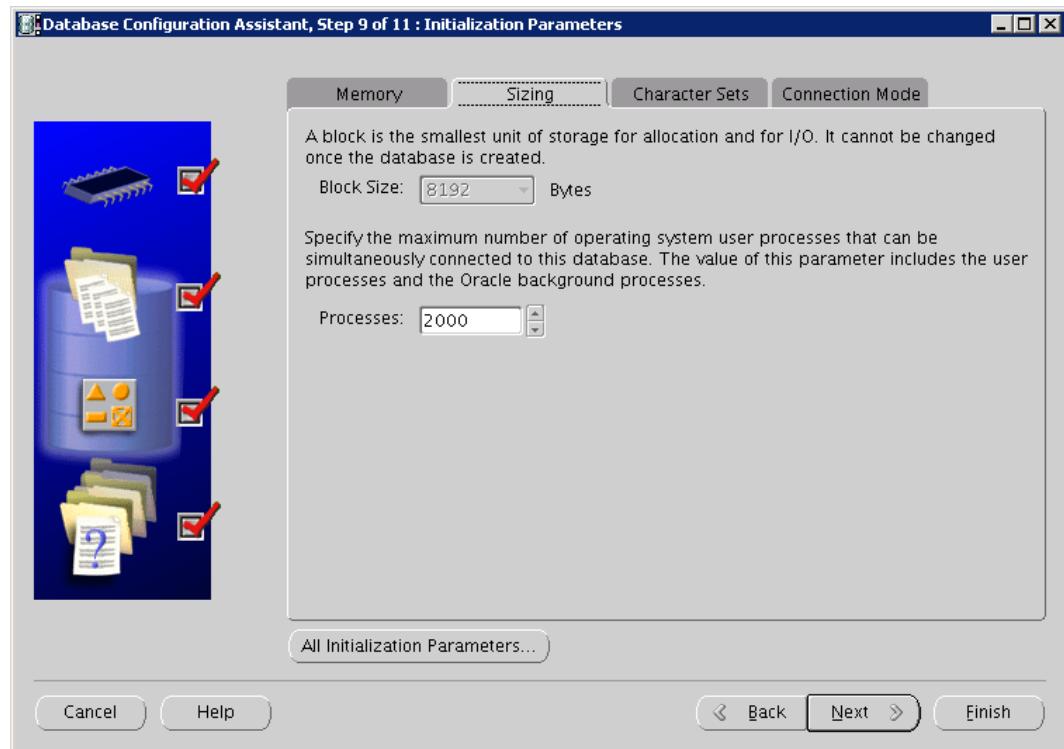 Database Configuration Assistant, Step 9 of 11 : Initialization Parameters
Memory
Sizing
Character Sets
Connection Mode
A block is the smallest unit of storage for allocation and for I/O. It cannot be changed
once the database is created.
Block Size: 8192 Bytes
Specify the maximum number of operating system user processes that can be
simultaneously connected to this database. The value of this parameter includes the user
processes and the Oracle background processes.
Processes: 2000
?
All Initialization Parameters...
Cancel
Help
Back
Next
Finish